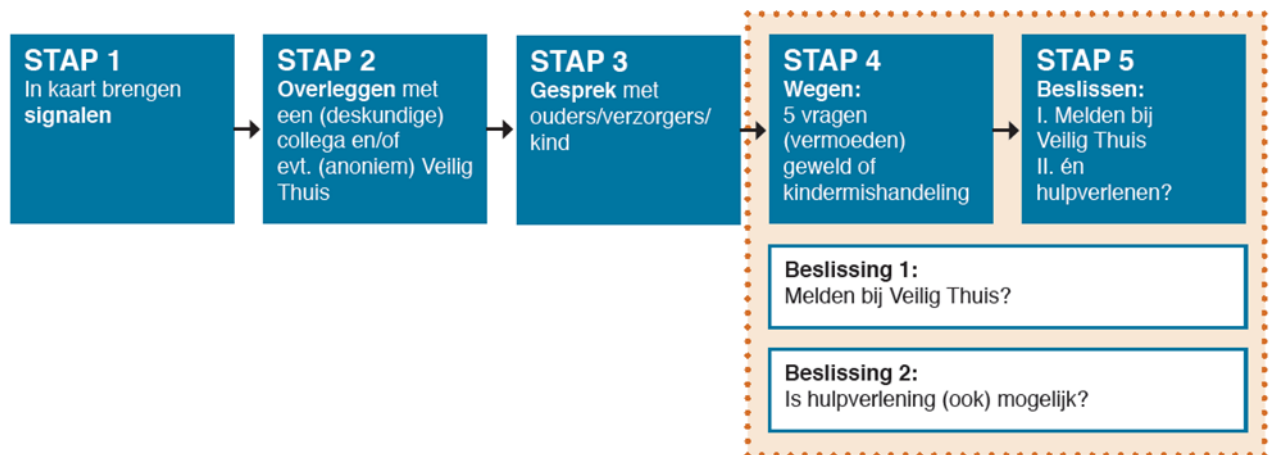 STAP 1
In kaart brengen
signalen
STAP 2
Overleggen met
een (deskundige)
collega en/of
evt. (anoniem) Veilig
Thuis
STAP 3
Gesprek met
ouders/verzorgers/
kind
STAP 4
Wegen:
5 vragen
(vermoeden)
geweld of
kindermishandeling
STAP 5
Beslissen:
I. Melden bij
Veilig Thuis
II. én
hulpverlenen?
Beslissing 1:
Melden bij Veilig Thuis?
Beslissing 2:
Is hulpverlening (ook) mogelijk?